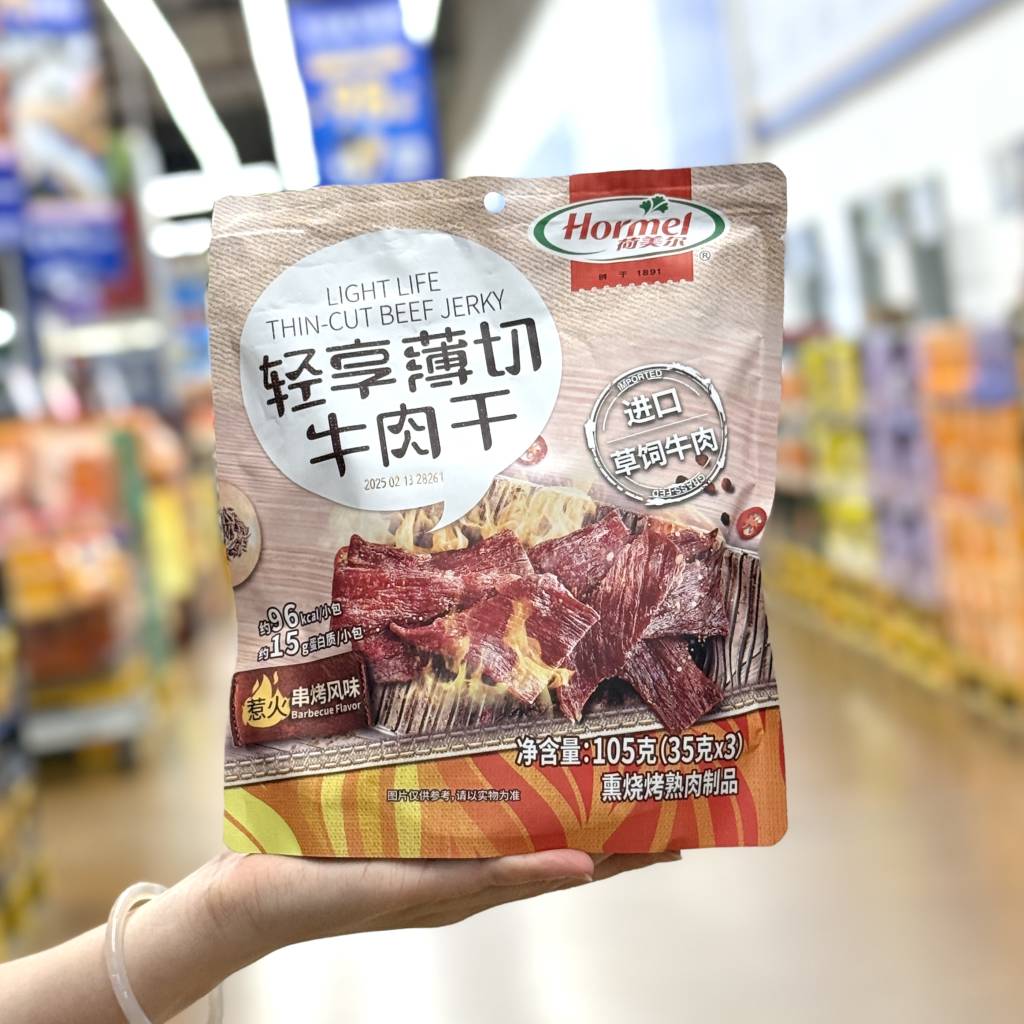 Hormel
荷美尔
®
创于1891
LIGHT LIFE
THIN-CUT BEEF JERKY
轻享薄切
牛肉干
2025 02 13 28261
IMPORTED
进口
草饲牛肉
GRASS-FED
约96kcal/小包
约15g蛋白质/小包
惹火 串烤风味
Barbecue Flavor
净含量:105克(35克x3)
熏烧烤熟肉制品
图片仅供参考,请以实物为准